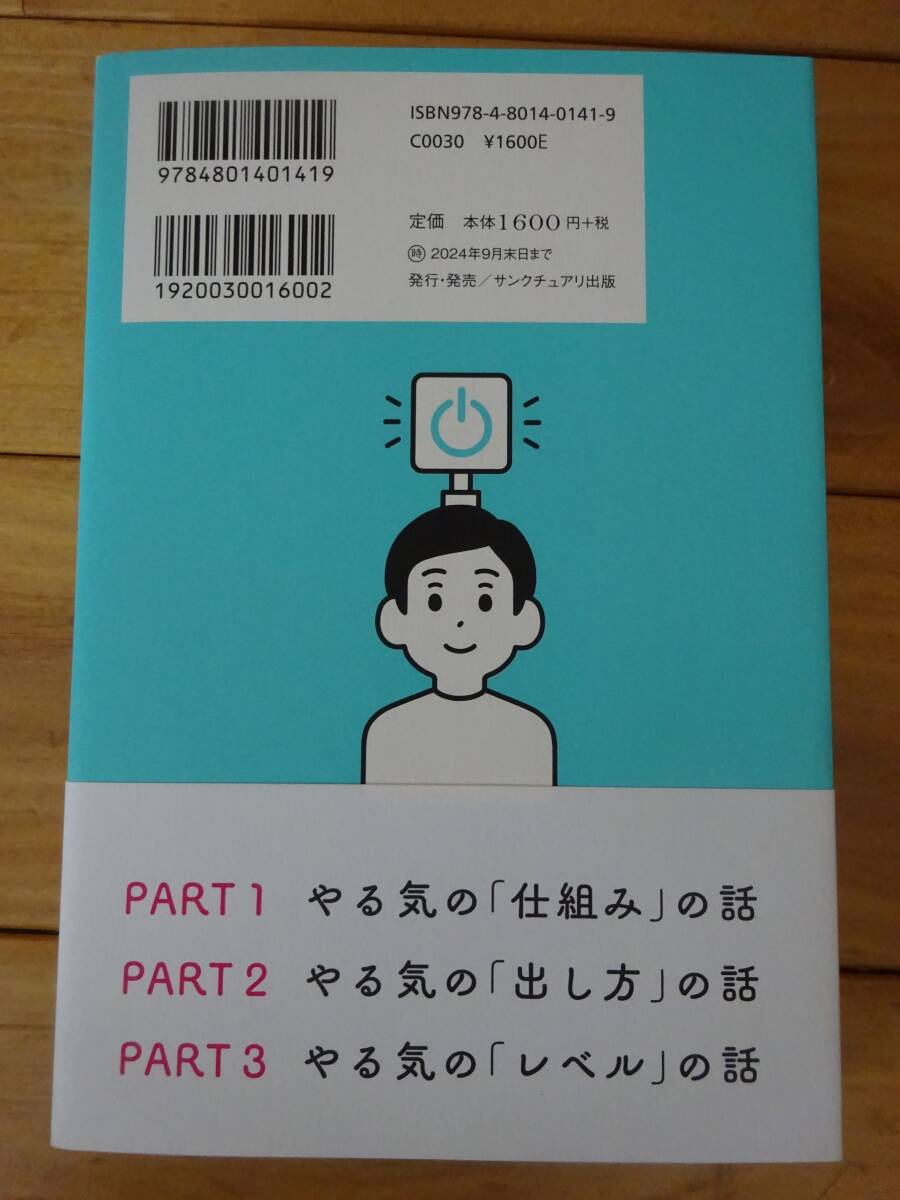 ISBN978-4-8014-0141-9
C0030 ¥1600E
9784801401419
定価 本体1600円+税
㊕2024年9月末日まで
発行・発売／サンクチュアリ出版
1920030016002
PART 1 やる気の「仕組み」の話
PART 2 やる気の「出し方」の話
PART 3 やる気の「レベル」の話